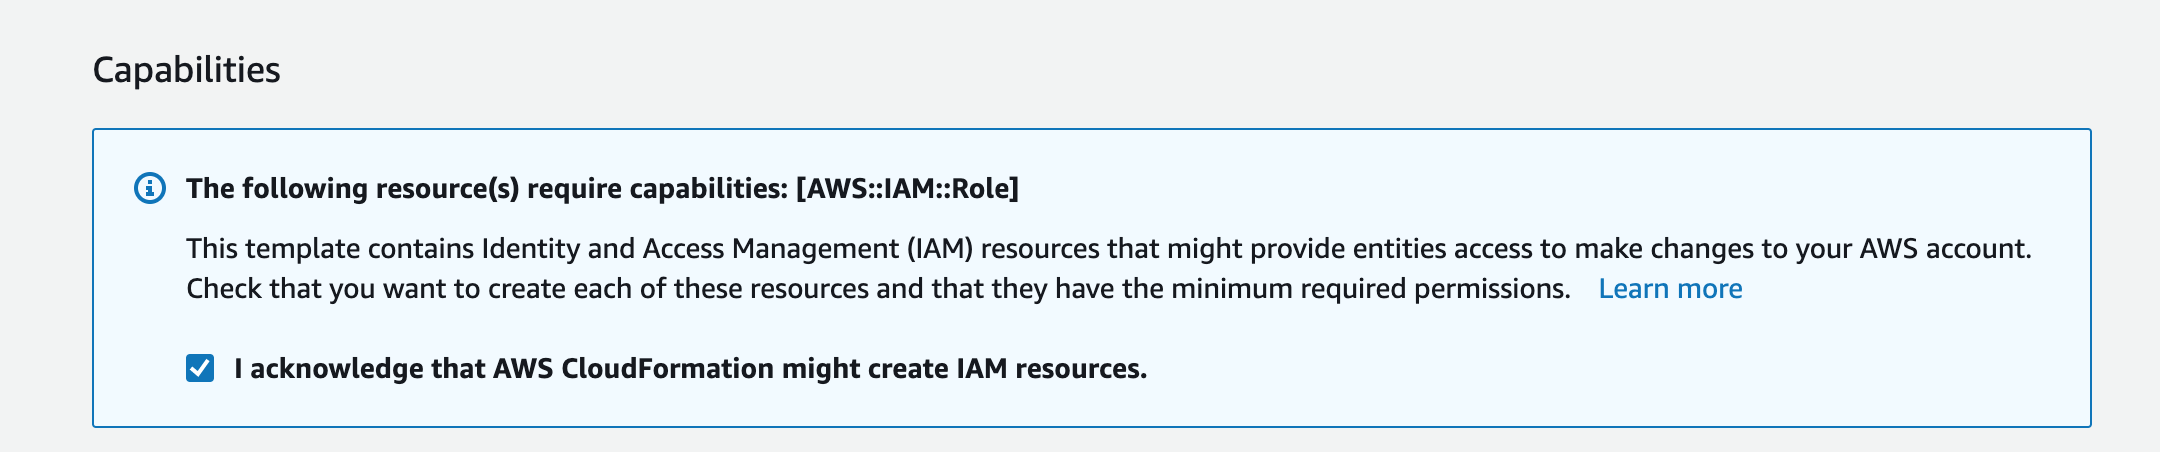 Capabilities
The following resource(s) require capabilities: [AWS::IAM::Role]
This template contains Identity and Access Management (IAM) resources that might provide entities access to make changes to your AWS account.
Check that you want to create each of these resources and that they have the minimum required permissions. Learn more
I acknowledge that AWS CloudFormation might create IAM resources.